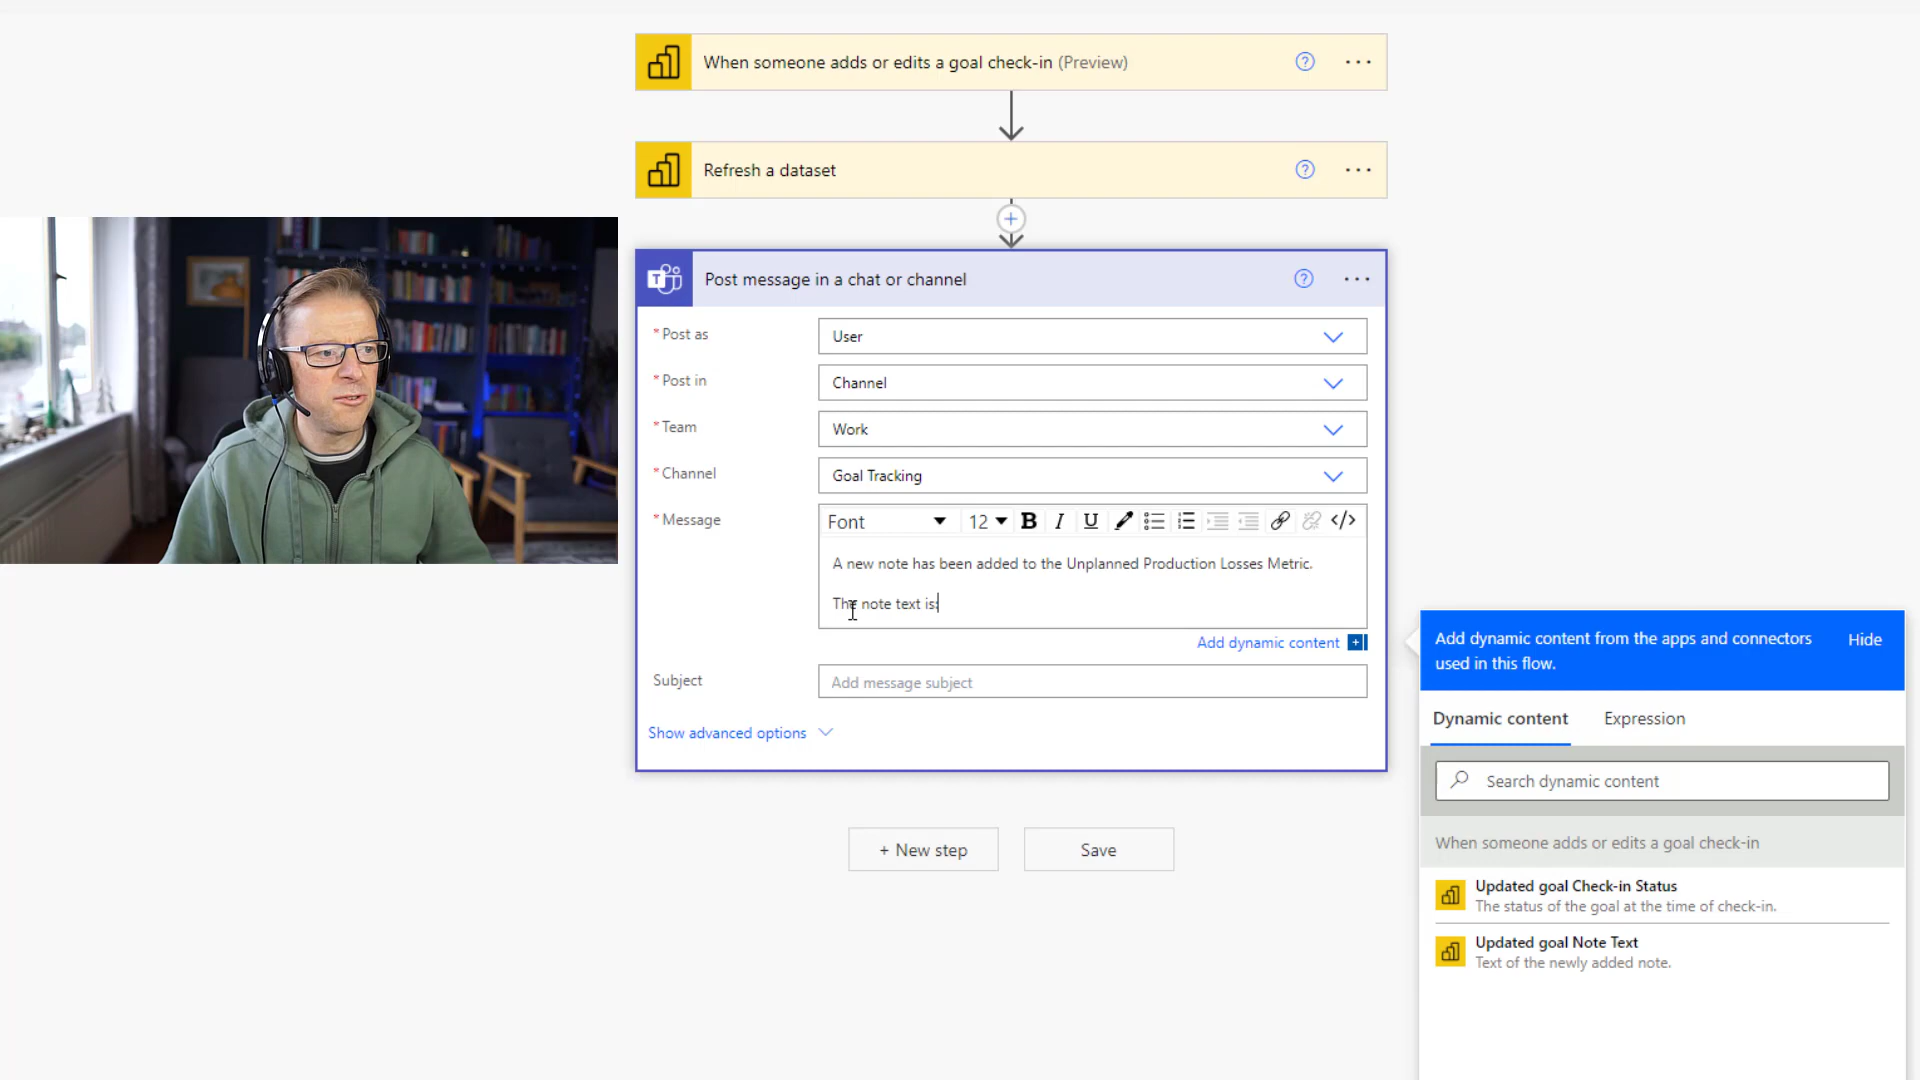 When someone adds or edits a goal check-in (Preview)
Refresh a dataset
Post message in a chat or channel
* Post as
User
* Post in
Channel
* Team
Work
* Channel
Goal Tracking
* Message
Font
12
A new note has been added to the Unplanned Production Losses Metric.
The note text is:
Add dynamic content
Subject
Add message subject
Show advanced options
+ New step
Save
Add dynamic content from the apps and connectors
used in this flow.
Hide
Dynamic content
Expression
Search dynamic content
When someone adds or edits a goal check-in
Updated goal Check-in Status
The status of the goal at the time of check-in.
Updated goal Note Text
Text of the newly added note.